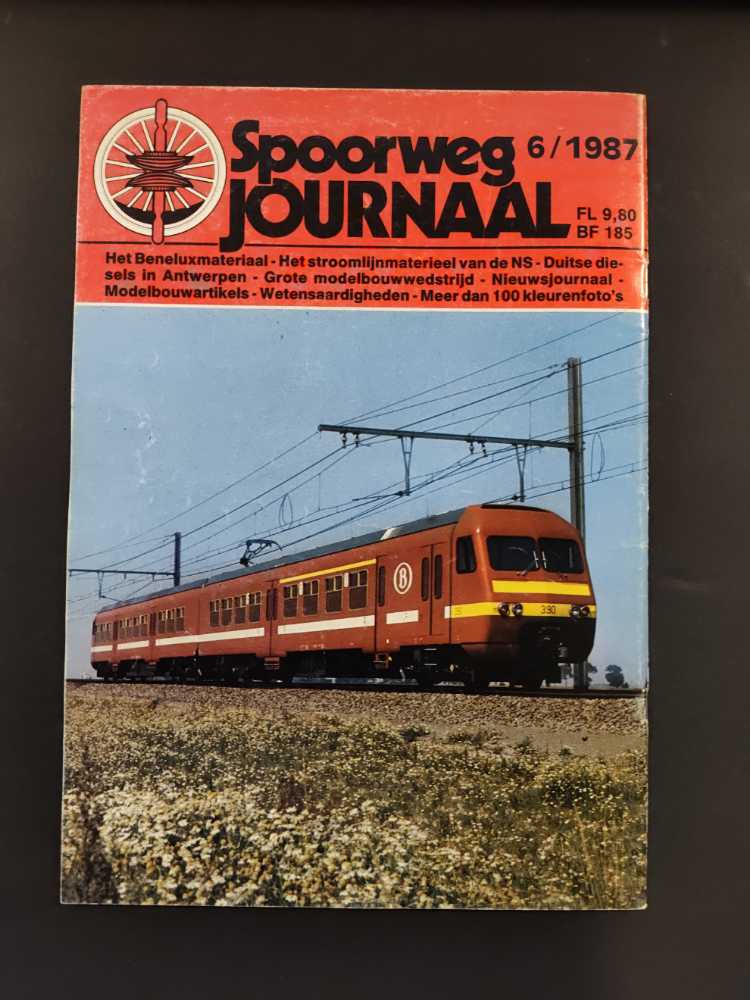 Spoorweg
JOURNAAL
6/1987
FL 9,80
BF 185
Het Beneluxmateriaal - Het stroomlijnmaterieel van de NS - Duitse die-
sels in Antwerpen - Grote modelbouwwedstrijd - Nieuwsjournaal -
Modelbouwartikels - Wetensaardigheden - Meer dan 100 kleurenfoto's
B
390